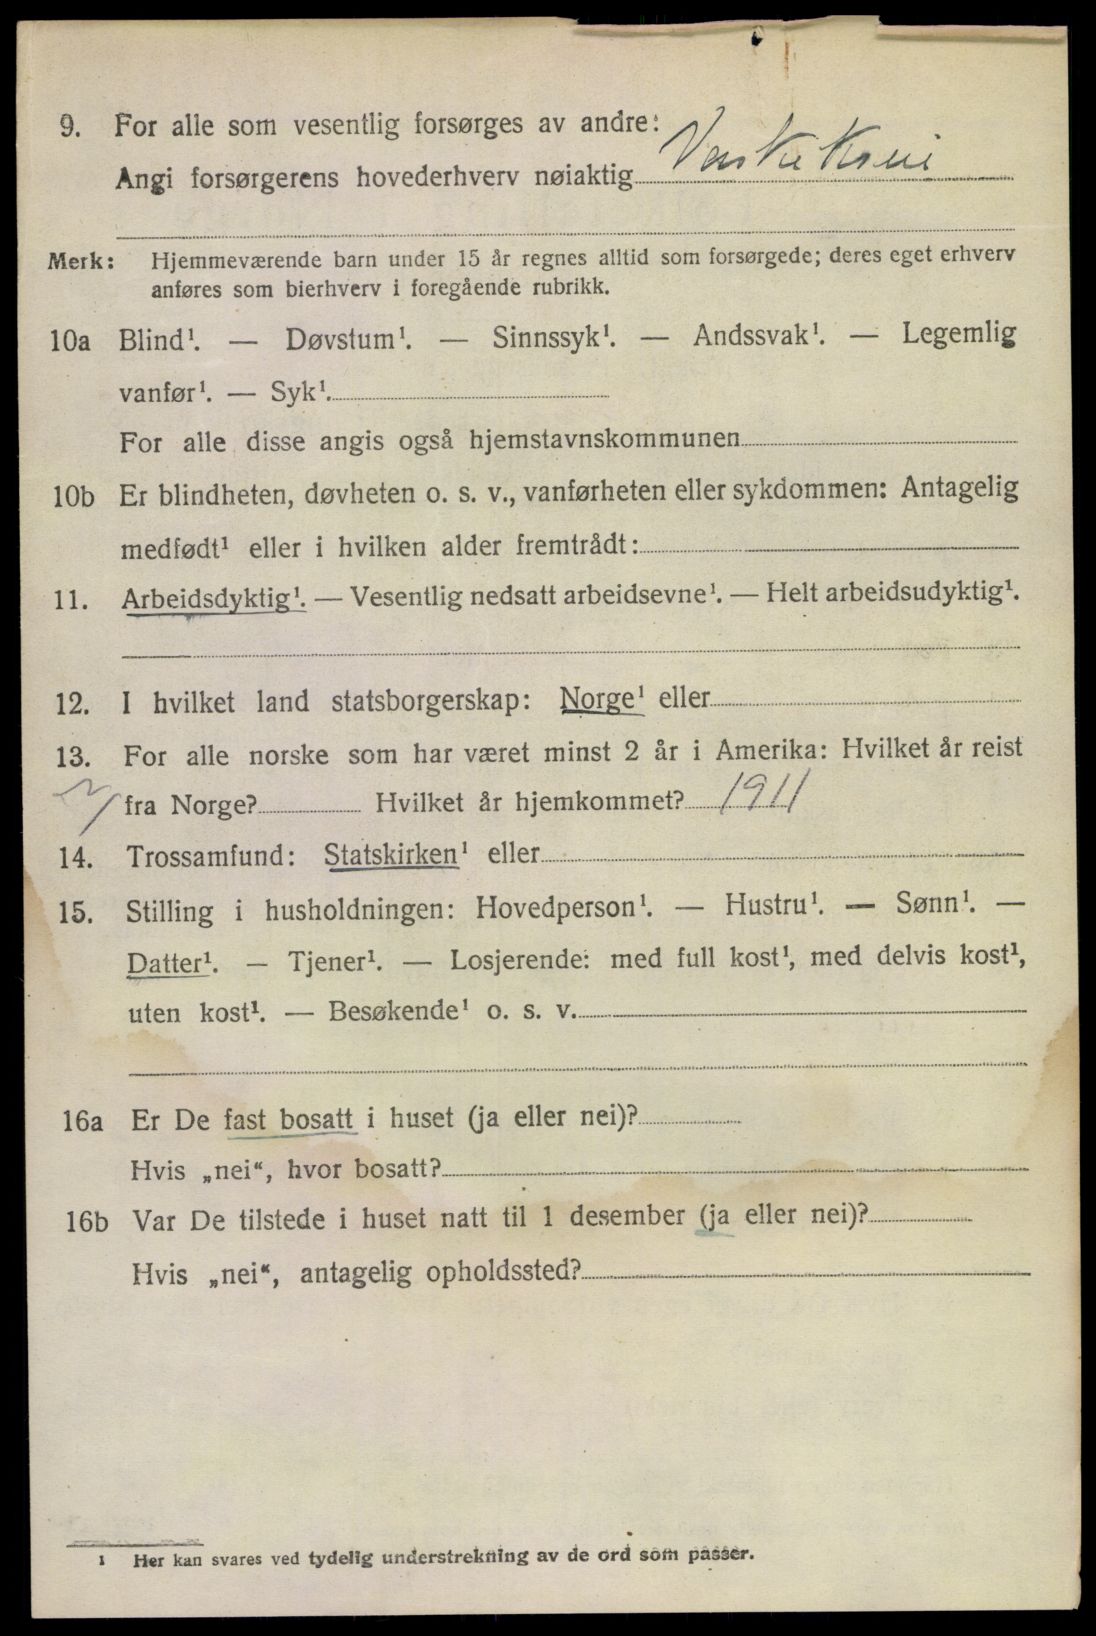 9. For alle som vesentlig forsørges av andre:
Angi forsørgerens hovederhverv nøiaktig Vaskekone
Merk: Hjemmeværende barn under 15 år regnes alltid som forsørgede; deres eget erhverv
anføres som bierhverv i foregående rubrikk.
10a Blind¹. — Døvstum¹. — Sinnssyk¹. — Andssvak¹. — Legemlig
vanfør¹. — Syk¹.
For alle disse angis også hjemstavnskommunen
10b Er blindheten, døvheten o. s. v., vanførheten eller sykdommen: Antagelig
medfødt¹ eller i hvilken alder fremtrådt:
11. Arbeidsdyktig¹. — Vesentlig nedsatt arbeidsevne¹. — Helt arbeidsudyktig¹.
12. I hvilket land statsborgerskap: Norge¹ eller
13. For alle norske som har været minst 2 år i Amerika: Hvilket år reist
fra Norge? Hvilket år hjemkommet? 1911
14. Trossamfund: Statskirken¹ eller
15. Stilling i husholdningen: Hovedperson¹. — Hustru¹. — Sønn¹. —
Datter¹. — Tjener¹. — Losjerende: med full kost¹, med delvis kost¹,
uten kost¹. — Besøkende¹ o. s. v.
16a Er De fast bosatt i huset (ja eller nei)?
Hvis „nei“, hvor bosatt?
16b Var De tilstede i huset natt til 1 desember (ja eller nei)?
Hvis „nei“, antagelig opholdssted?
1 Her kan svares ved tydelig understrekning av de ord som passer.